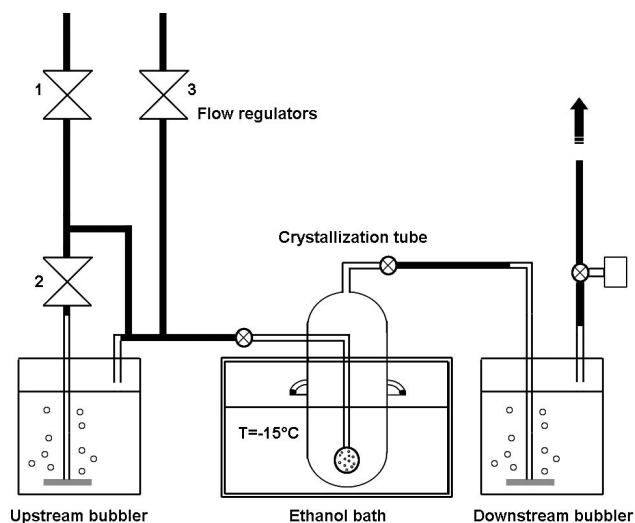 1
3
Flow regulators
Crystallization tube
2
T=-15°C
Upstream bubbler
Ethanol bath
Downstream bubbler